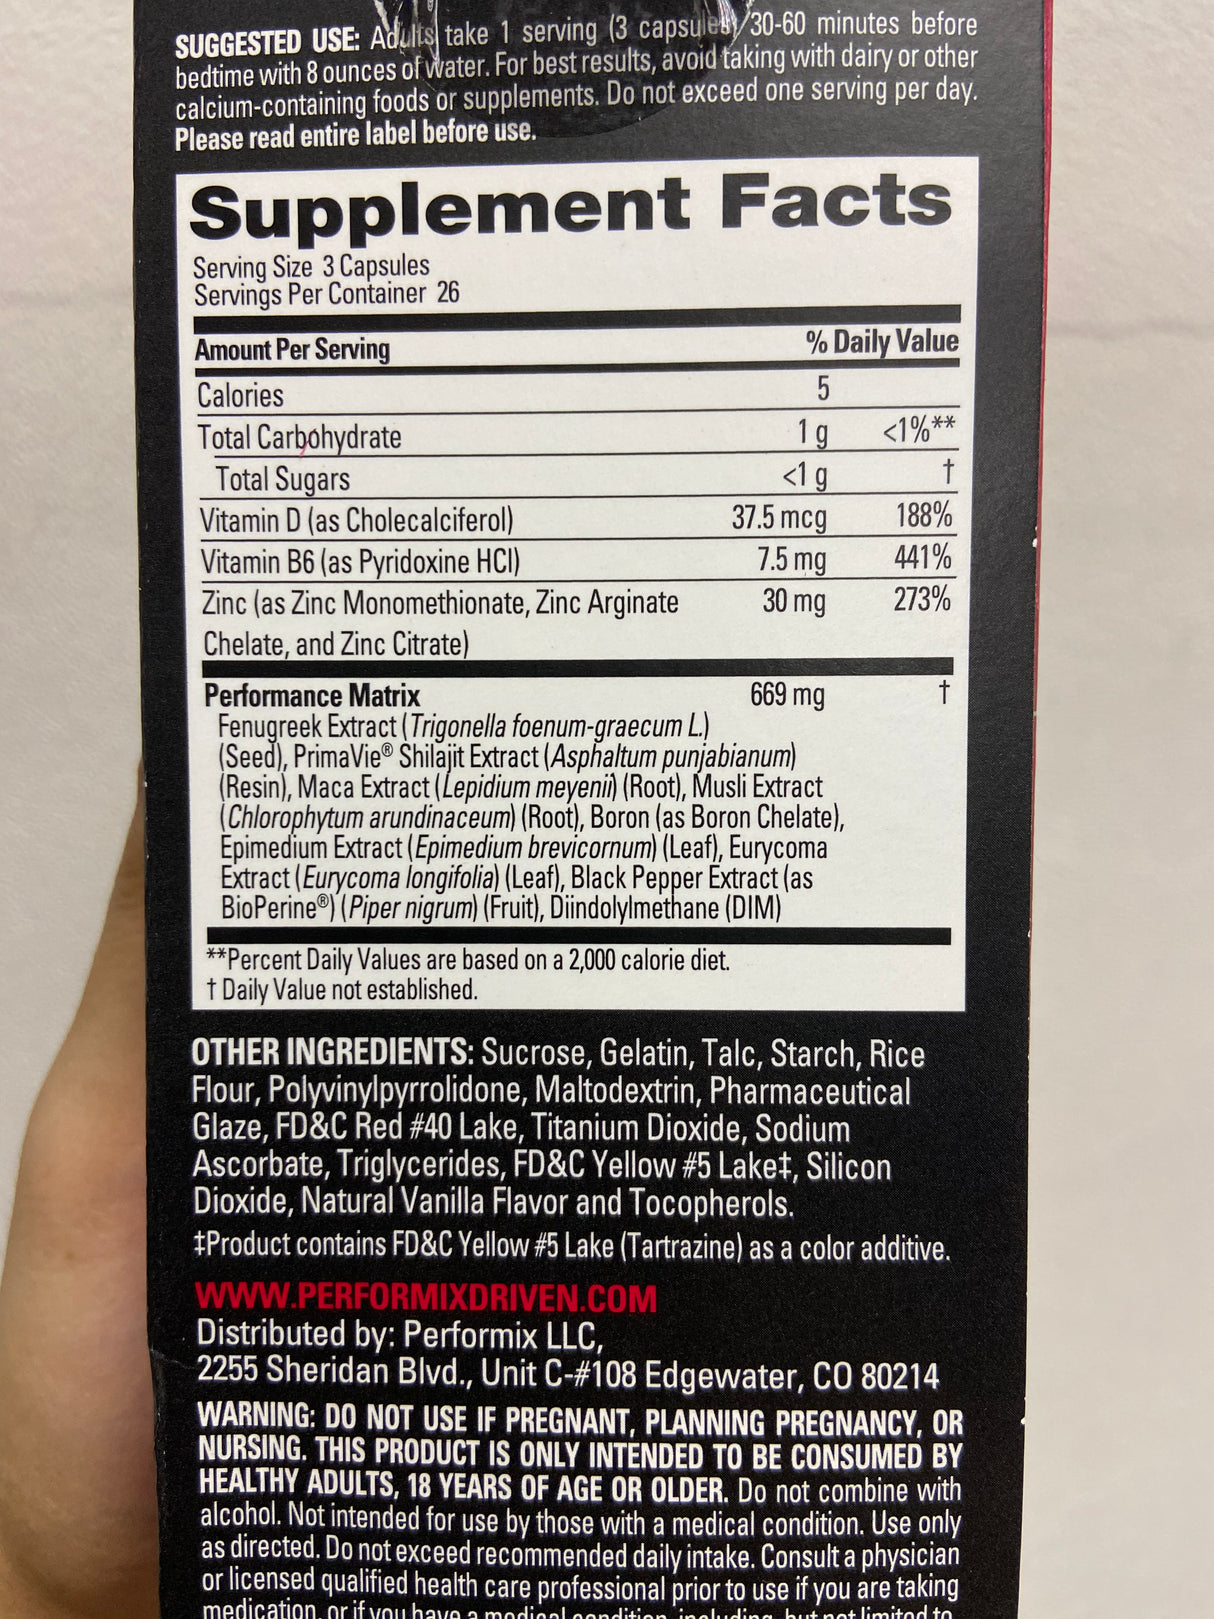 SUGGESTED USE: Adults take 1 serving (3 capsules) 30-60 minutes before
bedtime with 8 ounces of water. For best results, avoid taking with dairy or other
calcium-containing foods or supplements. Do not exceed one serving per day.
Please read entire label before use.
Supplement Facts
Serving Size 3 Capsules
Servings Per Container 26
Amount Per Serving % Daily Value
Calories 5
Total Carbohydrate 1 g <1%**
Total Sugars <1 g †
Vitamin D (as Cholecalciferol) 37.5 mcg 188%
Vitamin B6 (as Pyridoxine HCl) 7.5 mg 441%
Zinc (as Zinc Monomethionate, Zinc Arginate 30 mg 273%
Chelate, and Zinc Citrate)
Performance Matrix 669 mg †
Fenugreek Extract (Trigonella foenum-graecum L.)
(Seed), PrimaVie® Shilajit Extract (Asphaltum punjabianum)
(Resin), Maca Extract (Lepidium meyenii) (Root), Musli Extract
(Chlorophytum arundinaceum) (Root), Boron (as Boron Chelate),
Epimedium Extract (Epimedium brevicornum) (Leaf), Eurycoma
Extract (Eurycoma longifolia) (Leaf), Black Pepper Extract (as
BioPerine®) (Piper nigrum) (Fruit), Diindolylmethane (DIM)
**Percent Daily Values are based on a 2,000 calorie diet.
† Daily Value not established.
OTHER INGREDIENTS: Sucrose, Gelatin, Talc, Starch, Rice
Flour, Polyvinylpyrrolidone, Maltodextrin, Pharmaceutical
Glaze, FD&C Red #40 Lake, Titanium Dioxide, Sodium
Ascorbate, Triglycerides, FD&C Yellow #5 Lake‡, Silicon
Dioxide, Natural Vanilla Flavor and Tocopherols.
‡Product contains FD&C Yellow #5 Lake (Tartrazine) as a color additive.
WWW.PERFORMIXDRIVEN.COM
Distributed by: Performix LLC,
2255 Sheridan Blvd., Unit C-#108 Edgewater, CO 80214
WARNING: DO NOT USE IF PREGNANT, PLANNING PREGNANCY, OR
NURSING. THIS PRODUCT IS ONLY INTENDED TO BE CONSUMED BY
HEALTHY ADULTS, 18 YEARS OF AGE OR OLDER. Do not combine with
alcohol. Not intended for use by those with a medical condition. Use only
as directed. Do not exceed recommended daily intake. Consult a physician
or licensed qualified health care professional prior to use if you are taking
medication, or if you have a medical condition, including, but not limited to